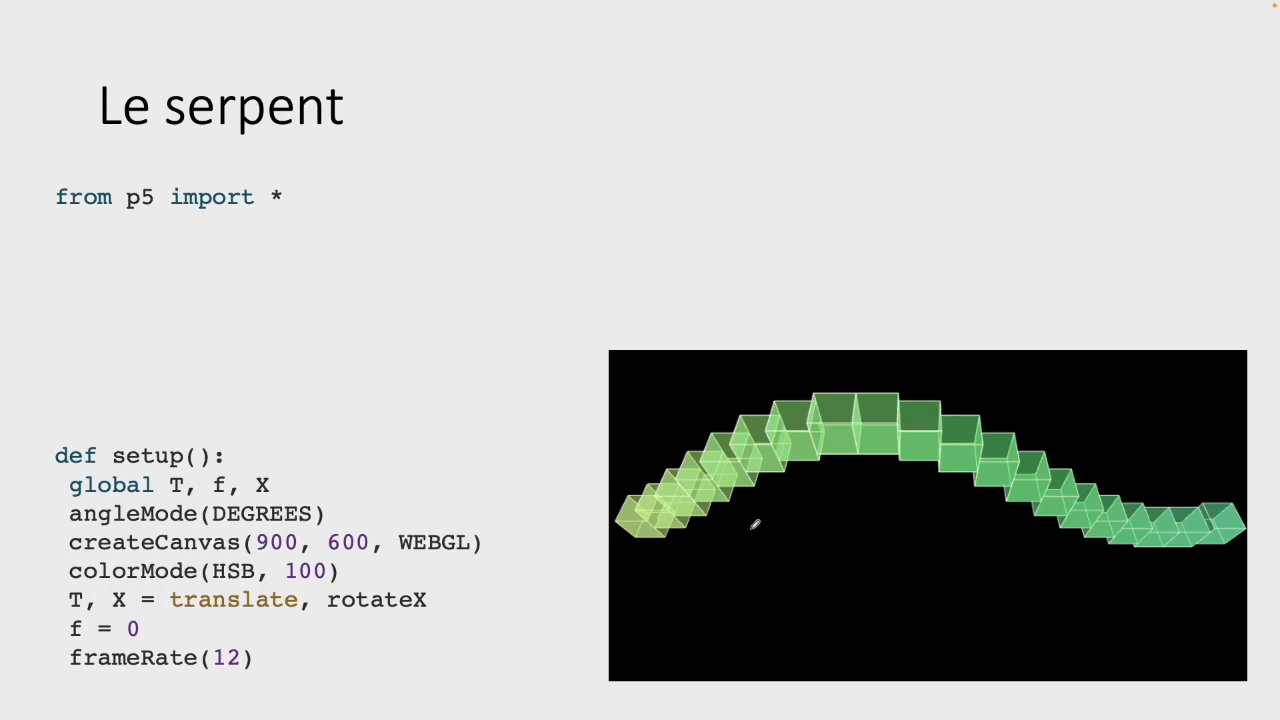 Le serpent
from p5 import *
def setup():
global T, f, X
angleMode(DEGREES)
createCanvas(900, 600, WEBGL)
colorMode(HSB, 100)
T, X = translate, rotateX
f = 0
frameRate(12)